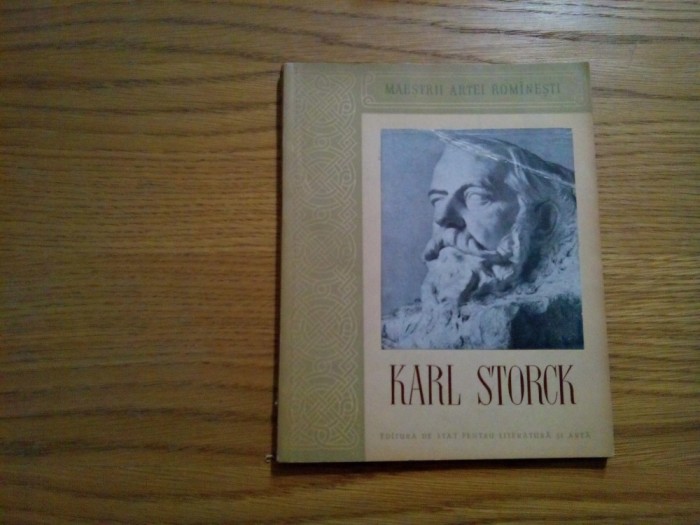 MAEȘTRII ARTEI ROMÎNEȘTI
KARL STORCK
EDITURA DE STAT PENTRU LITERATURĂ ȘI ARTĂ